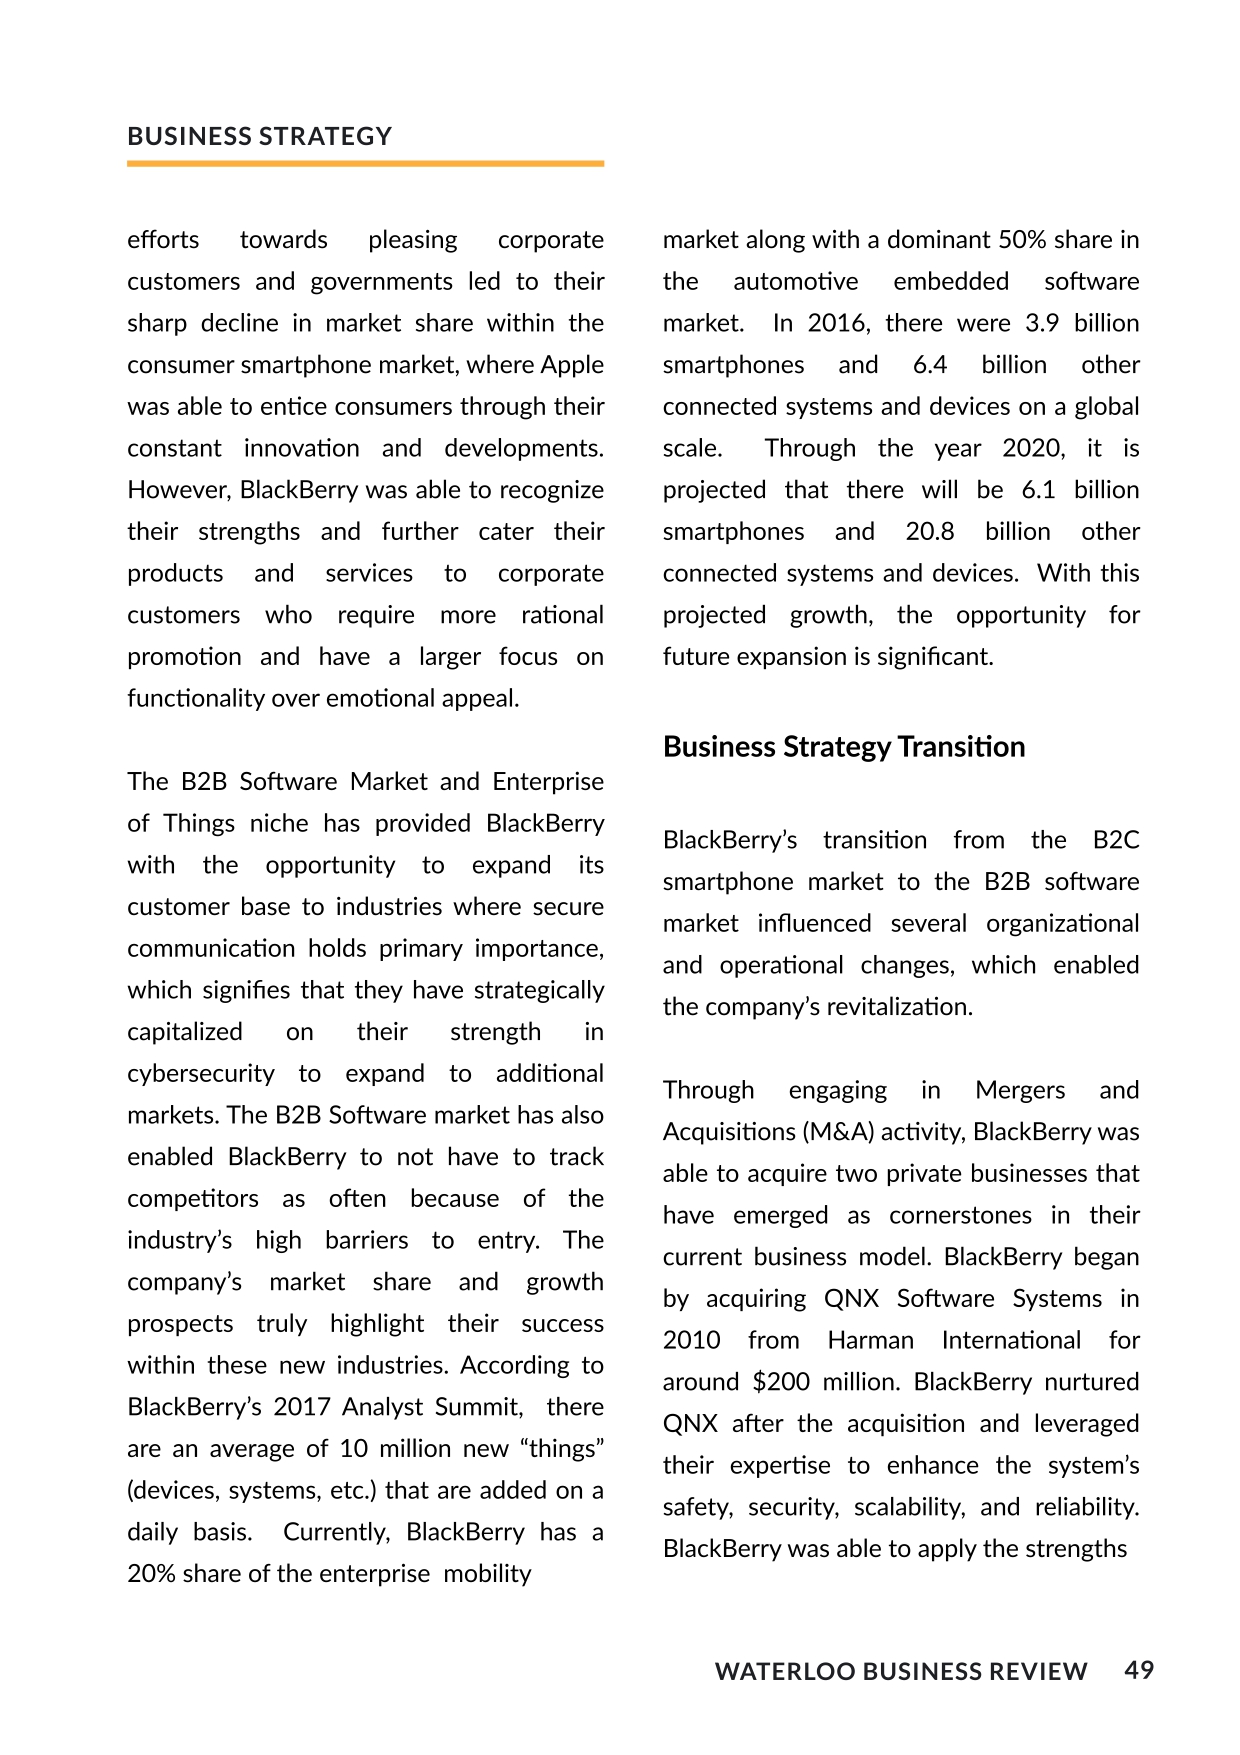 BUSINESS STRATEGY
efforts towards pleasing corporate
customers and governments led to their
sharp decline in market share within the
consumer smartphone market, where Apple
was able to entice consumers through their
constant innovation and developments.
However, BlackBerry was able to recognize
their strengths and further cater their
products and services to corporate
customers who require more rational
promotion and have a larger focus on
functionality over emotional appeal.
The B2B Software Market and Enterprise
of Things niche has provided BlackBerry
with the opportunity to expand its
customer base to industries where secure
communication holds primary importance,
which signifies that they have strategically
capitalized on their strength in
cybersecurity to expand to additional
markets. The B2B Software market has also
enabled BlackBerry to not have to track
competitors as often because of the
industry’s high barriers to entry. The
company’s market share and growth
prospects truly highlight their success
within these new industries. According to
BlackBerry’s 2017 Analyst Summit, there
are an average of 10 million new “things”
(devices, systems, etc.) that are added on a
daily basis. Currently, BlackBerry has a
20% share of the enterprise mobility
market along with a dominant 50% share in
the automotive embedded software
market. In 2016, there were 3.9 billion
smartphones and 6.4 billion other
connected systems and devices on a global
scale. Through the year 2020, it is
projected that there will be 6.1 billion
smartphones and 20.8 billion other
connected systems and devices. With this
projected growth, the opportunity for
future expansion is significant.
Business Strategy Transition
BlackBerry’s transition from the B2C
smartphone market to the B2B software
market influenced several organizational
and operational changes, which enabled
the company’s revitalization.
Through engaging in Mergers and
Acquisitions (M&A) activity, BlackBerry was
able to acquire two private businesses that
have emerged as cornerstones in their
current business model. BlackBerry began
by acquiring QNX Software Systems in
2010 from Harman International for
around $200 million. BlackBerry nurtured
QNX after the acquisition and leveraged
their expertise to enhance the system’s
safety, security, scalability, and reliability.
BlackBerry was able to apply the strengths
WATERLOO BUSINESS REVIEW 49